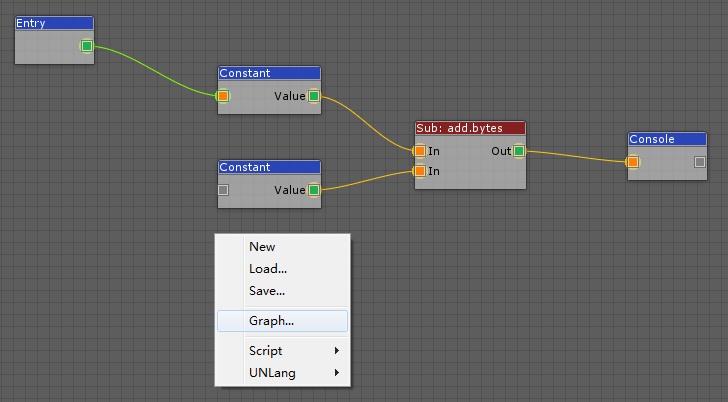 Entry
Constant
Value
Constant
Value
Sub: add.bytes
In Out
In
Console
New
Load...
Save...
Graph...
Script
UNLang